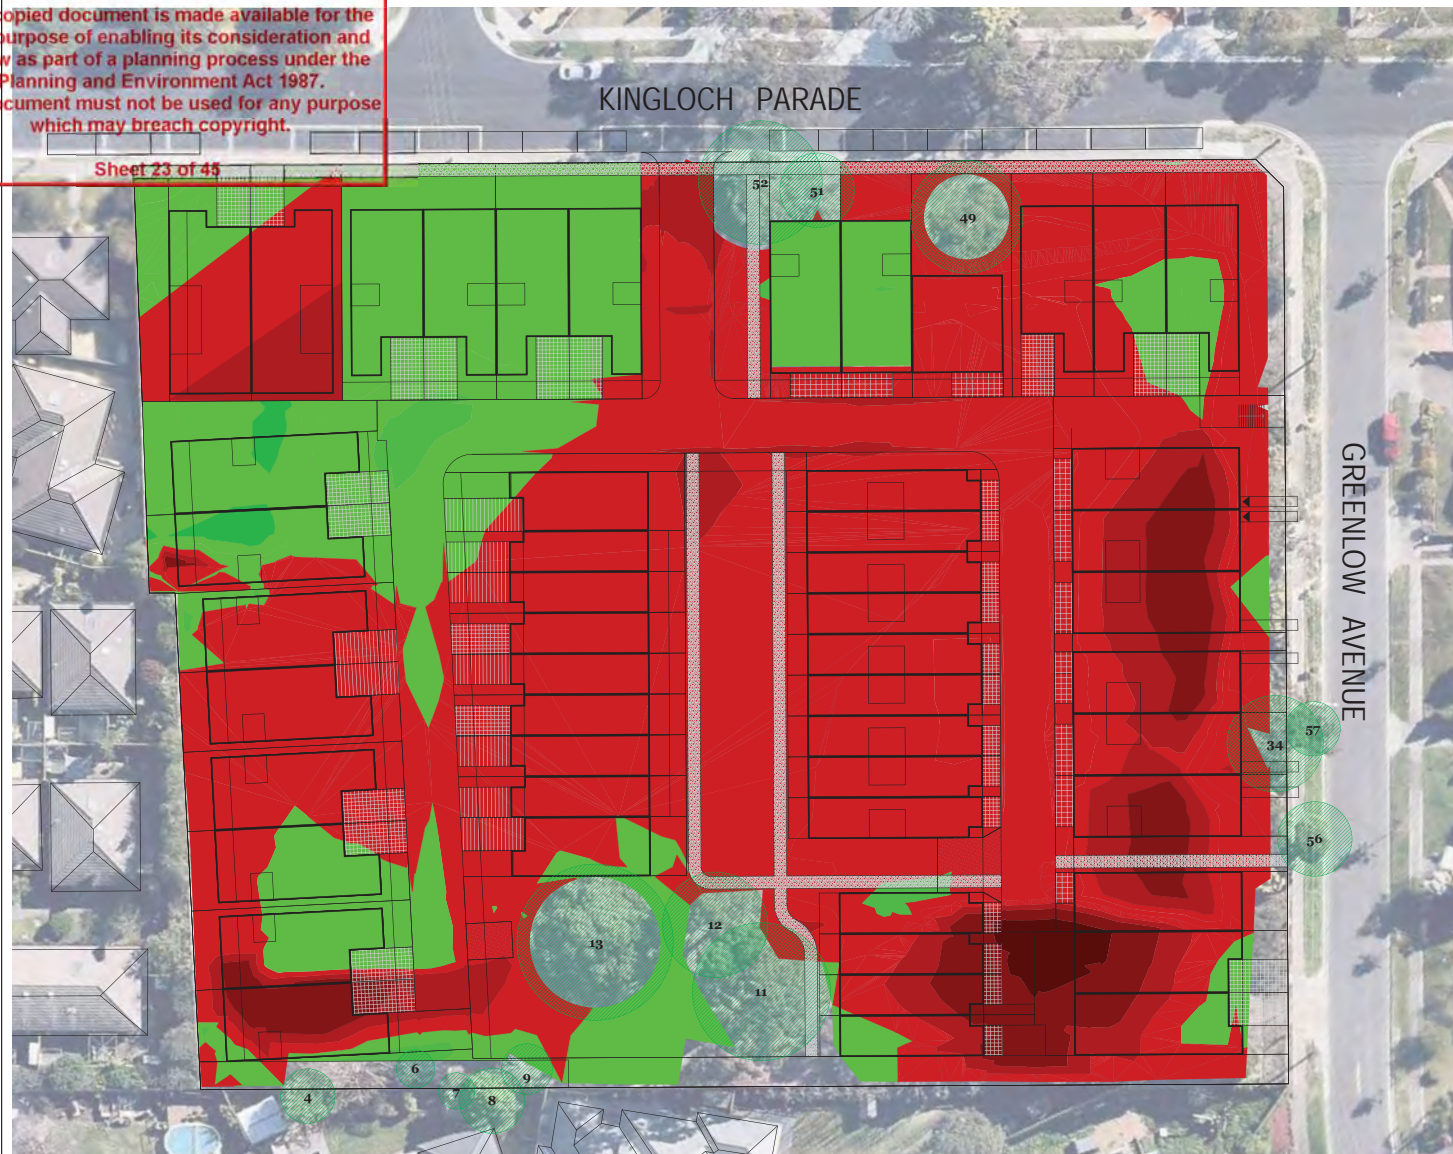 opied document is made available for the
urpose of enabling its consideration and
w as part of a planning process under the
Planning and Environment Act 1987.
ocument must not be used for any purpose
which may breach copyright.
Sheet 23 of 45
KINGLOCH PARADE
52
51
49
GREENLOW AVENUE
34
57
56
13
12
11
6
9
7
8
4